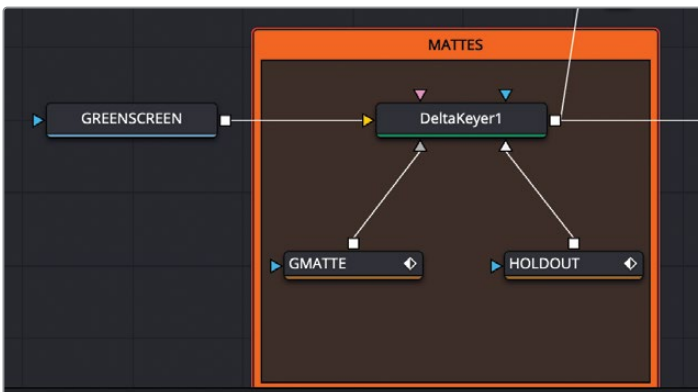 MATTES
GREENSCREEN
DeltaKeyer1
GMATTE
HOLDOUT